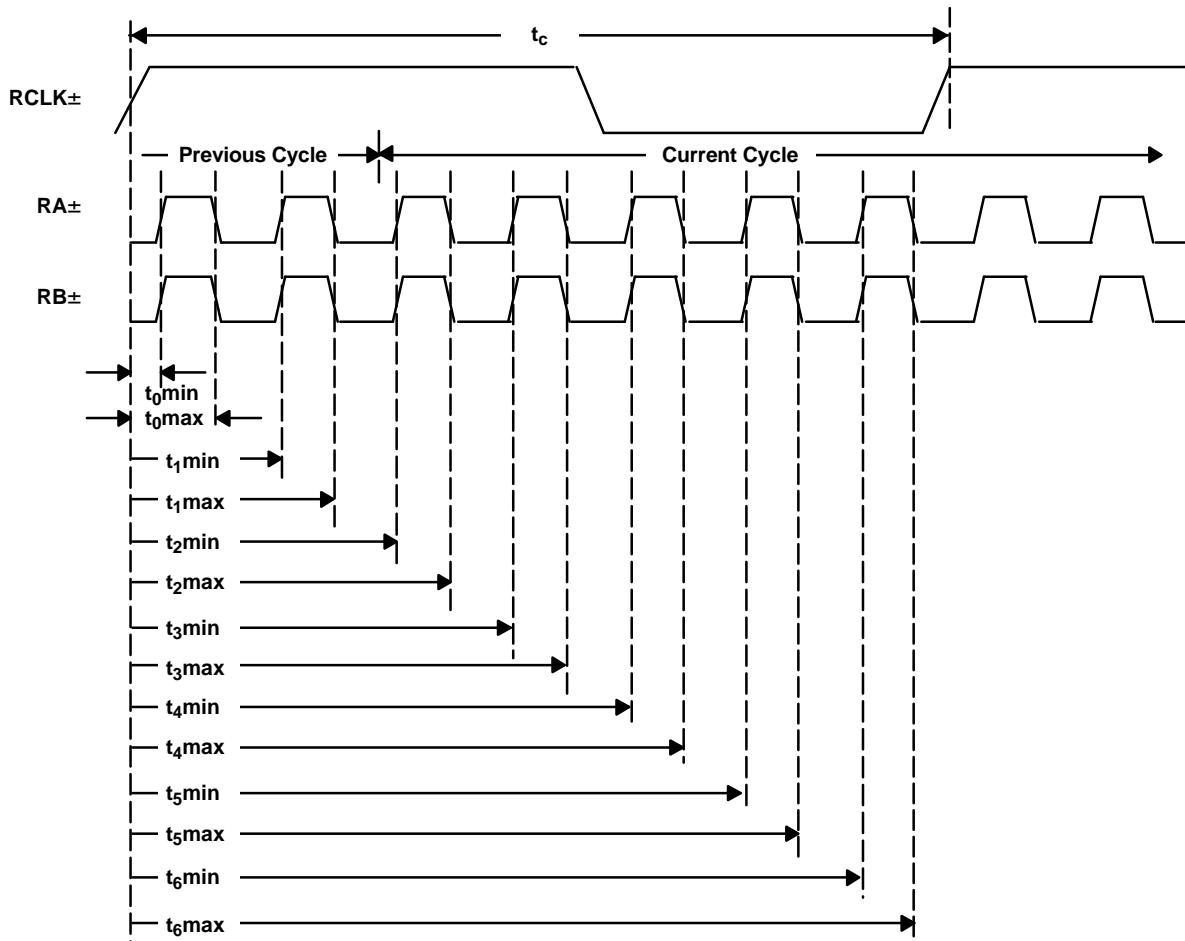 t_c
RCLK±
Previous Cycle
Current Cycle
RA±
RB±
t_0min
t_0max
t_1min
t_1max
t_2min
t_2max
t_3min
t_3max
t_4min
t_4max
t_5min
t_5max
t_6min
t_6max